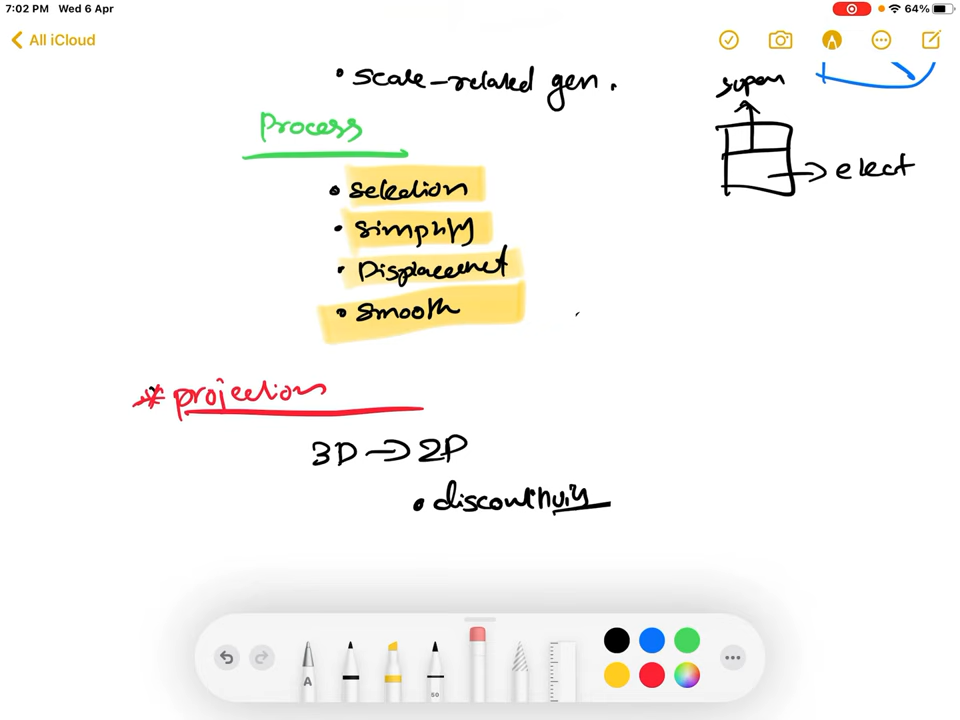 7:02 PM Wed 6 Apr
64%
All iCloud
• scale-related gen.
Process
• selection
• simplify
• Displacement
• smooth
elect
* projection
3D → 2D
• discontinuity
A
50